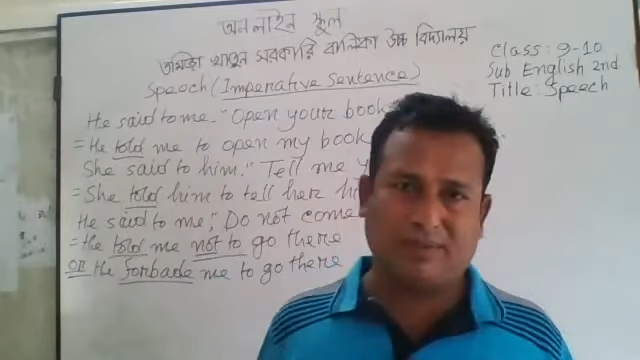 অনলাইন স্কুল
তমিজা খাতুন সরকারি বালিকা উচ্চ বিদ্যালয়
Speech (Imperative Sentence)
Class: 9-10
Sub English 2nd
Title: Speech
He said to me, "Open your book
= He told me to open my book
She said to him, "Tell me
= She told him to tell her
He said to me, "Do not come
= He told me not to go there
OR He forbade me to go there